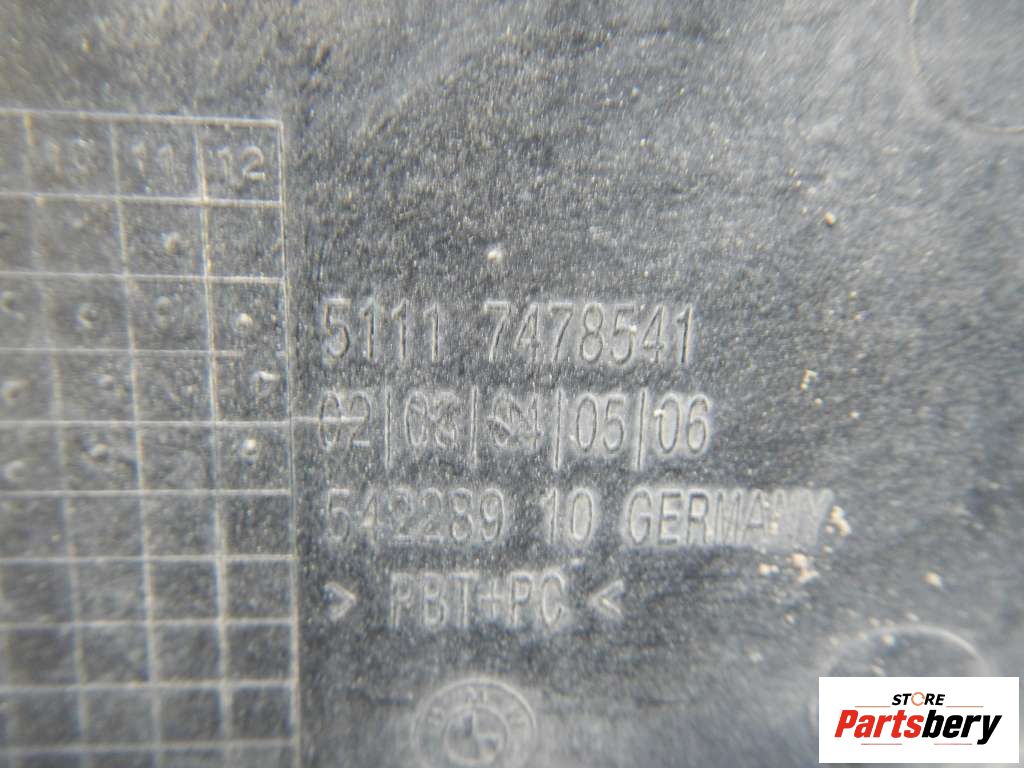 10 11 12
5111 7478541
02|03|04|05|06
542289 10 GERMANY
> PBT+PC <
STORE
Partsbery